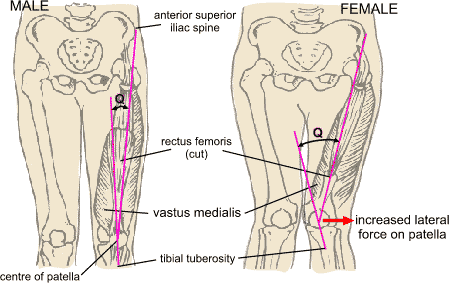 MALE
FEMALE
anterior superior
iliac spine
Q
Q
rectus femoris
(cut)
vastus medialis
increased lateral
force on patella
tibial tuberosity
centre of patella